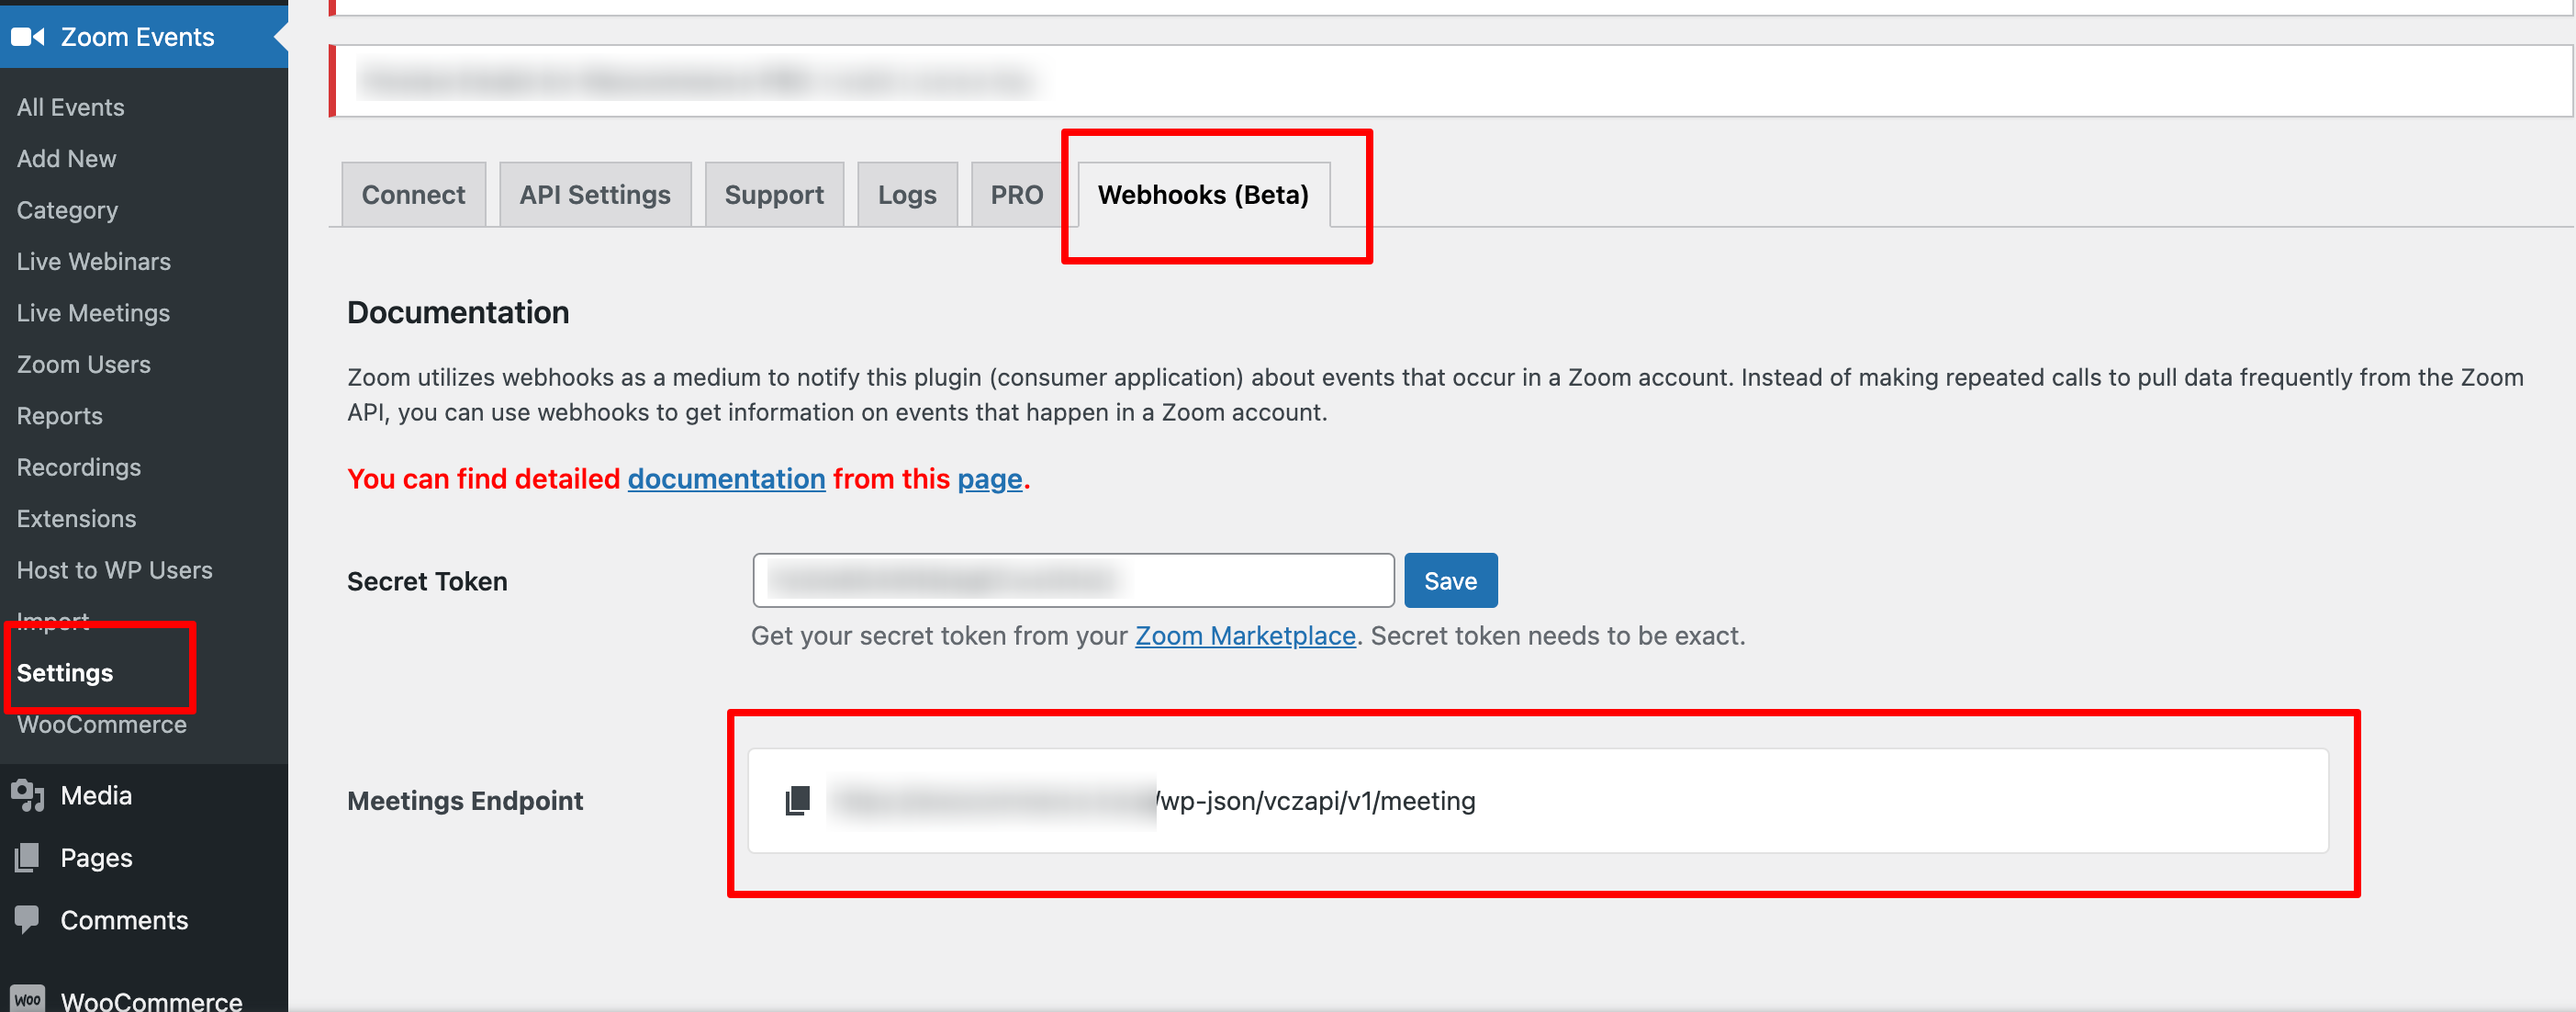 Zoom Events
All Events
Add New
Category
Live Webinars
Live Meetings
Zoom Users
Reports
Recordings
Extensions
Host to WP Users
Import
Settings
WooCommerce
Media
Pages
Comments
Woo WooCommerce
Connect API Settings Support Logs PRO Webhooks (Beta)
Documentation
Zoom utilizes webhooks as a medium to notify this plugin (consumer application) about events that occur in a Zoom account. Instead of making repeated calls to pull data frequently from the Zoom
API, you can use webhooks to get information on events that happen in a Zoom account.
You can find detailed documentation from this page.
Secret Token Save
Get your secret token from your Zoom Marketplace. Secret token needs to be exact.
Meetings Endpoint /wp-json/vczapi/v1/meeting